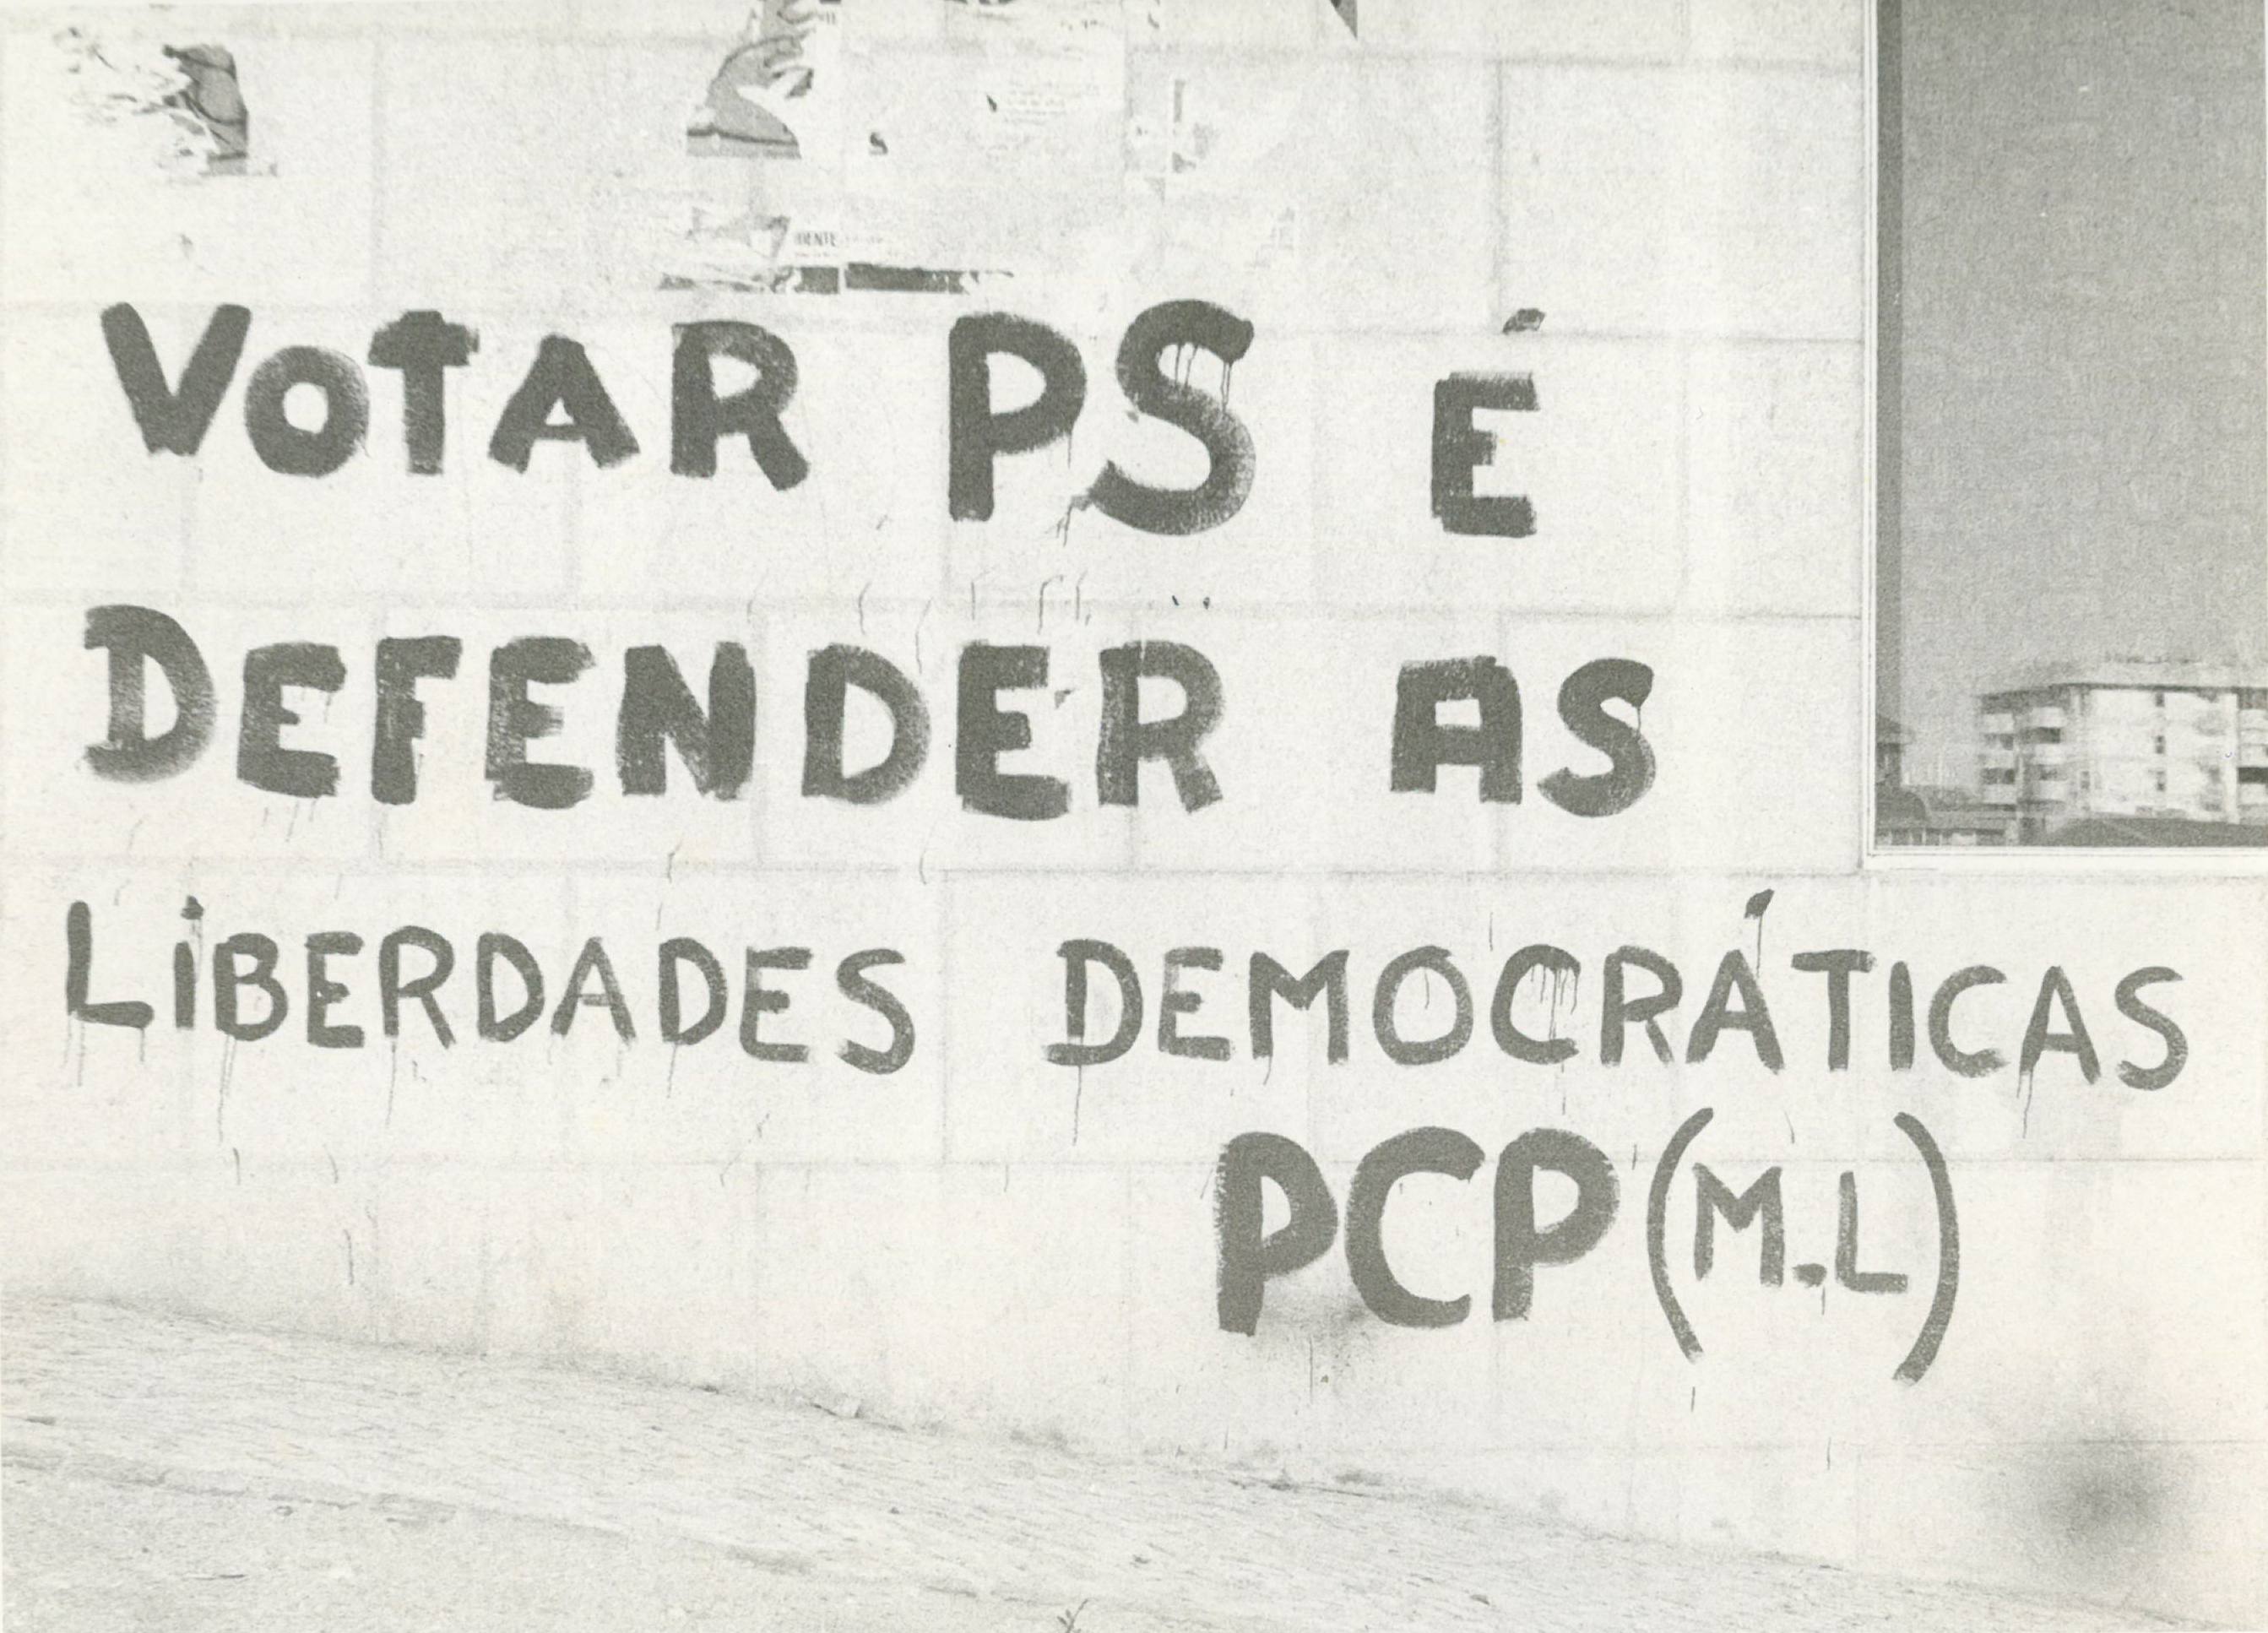 VOTAR PS É
DEFENDER AS
LIBERDADES DEMOCRÁTICAS
PCP (M.L)